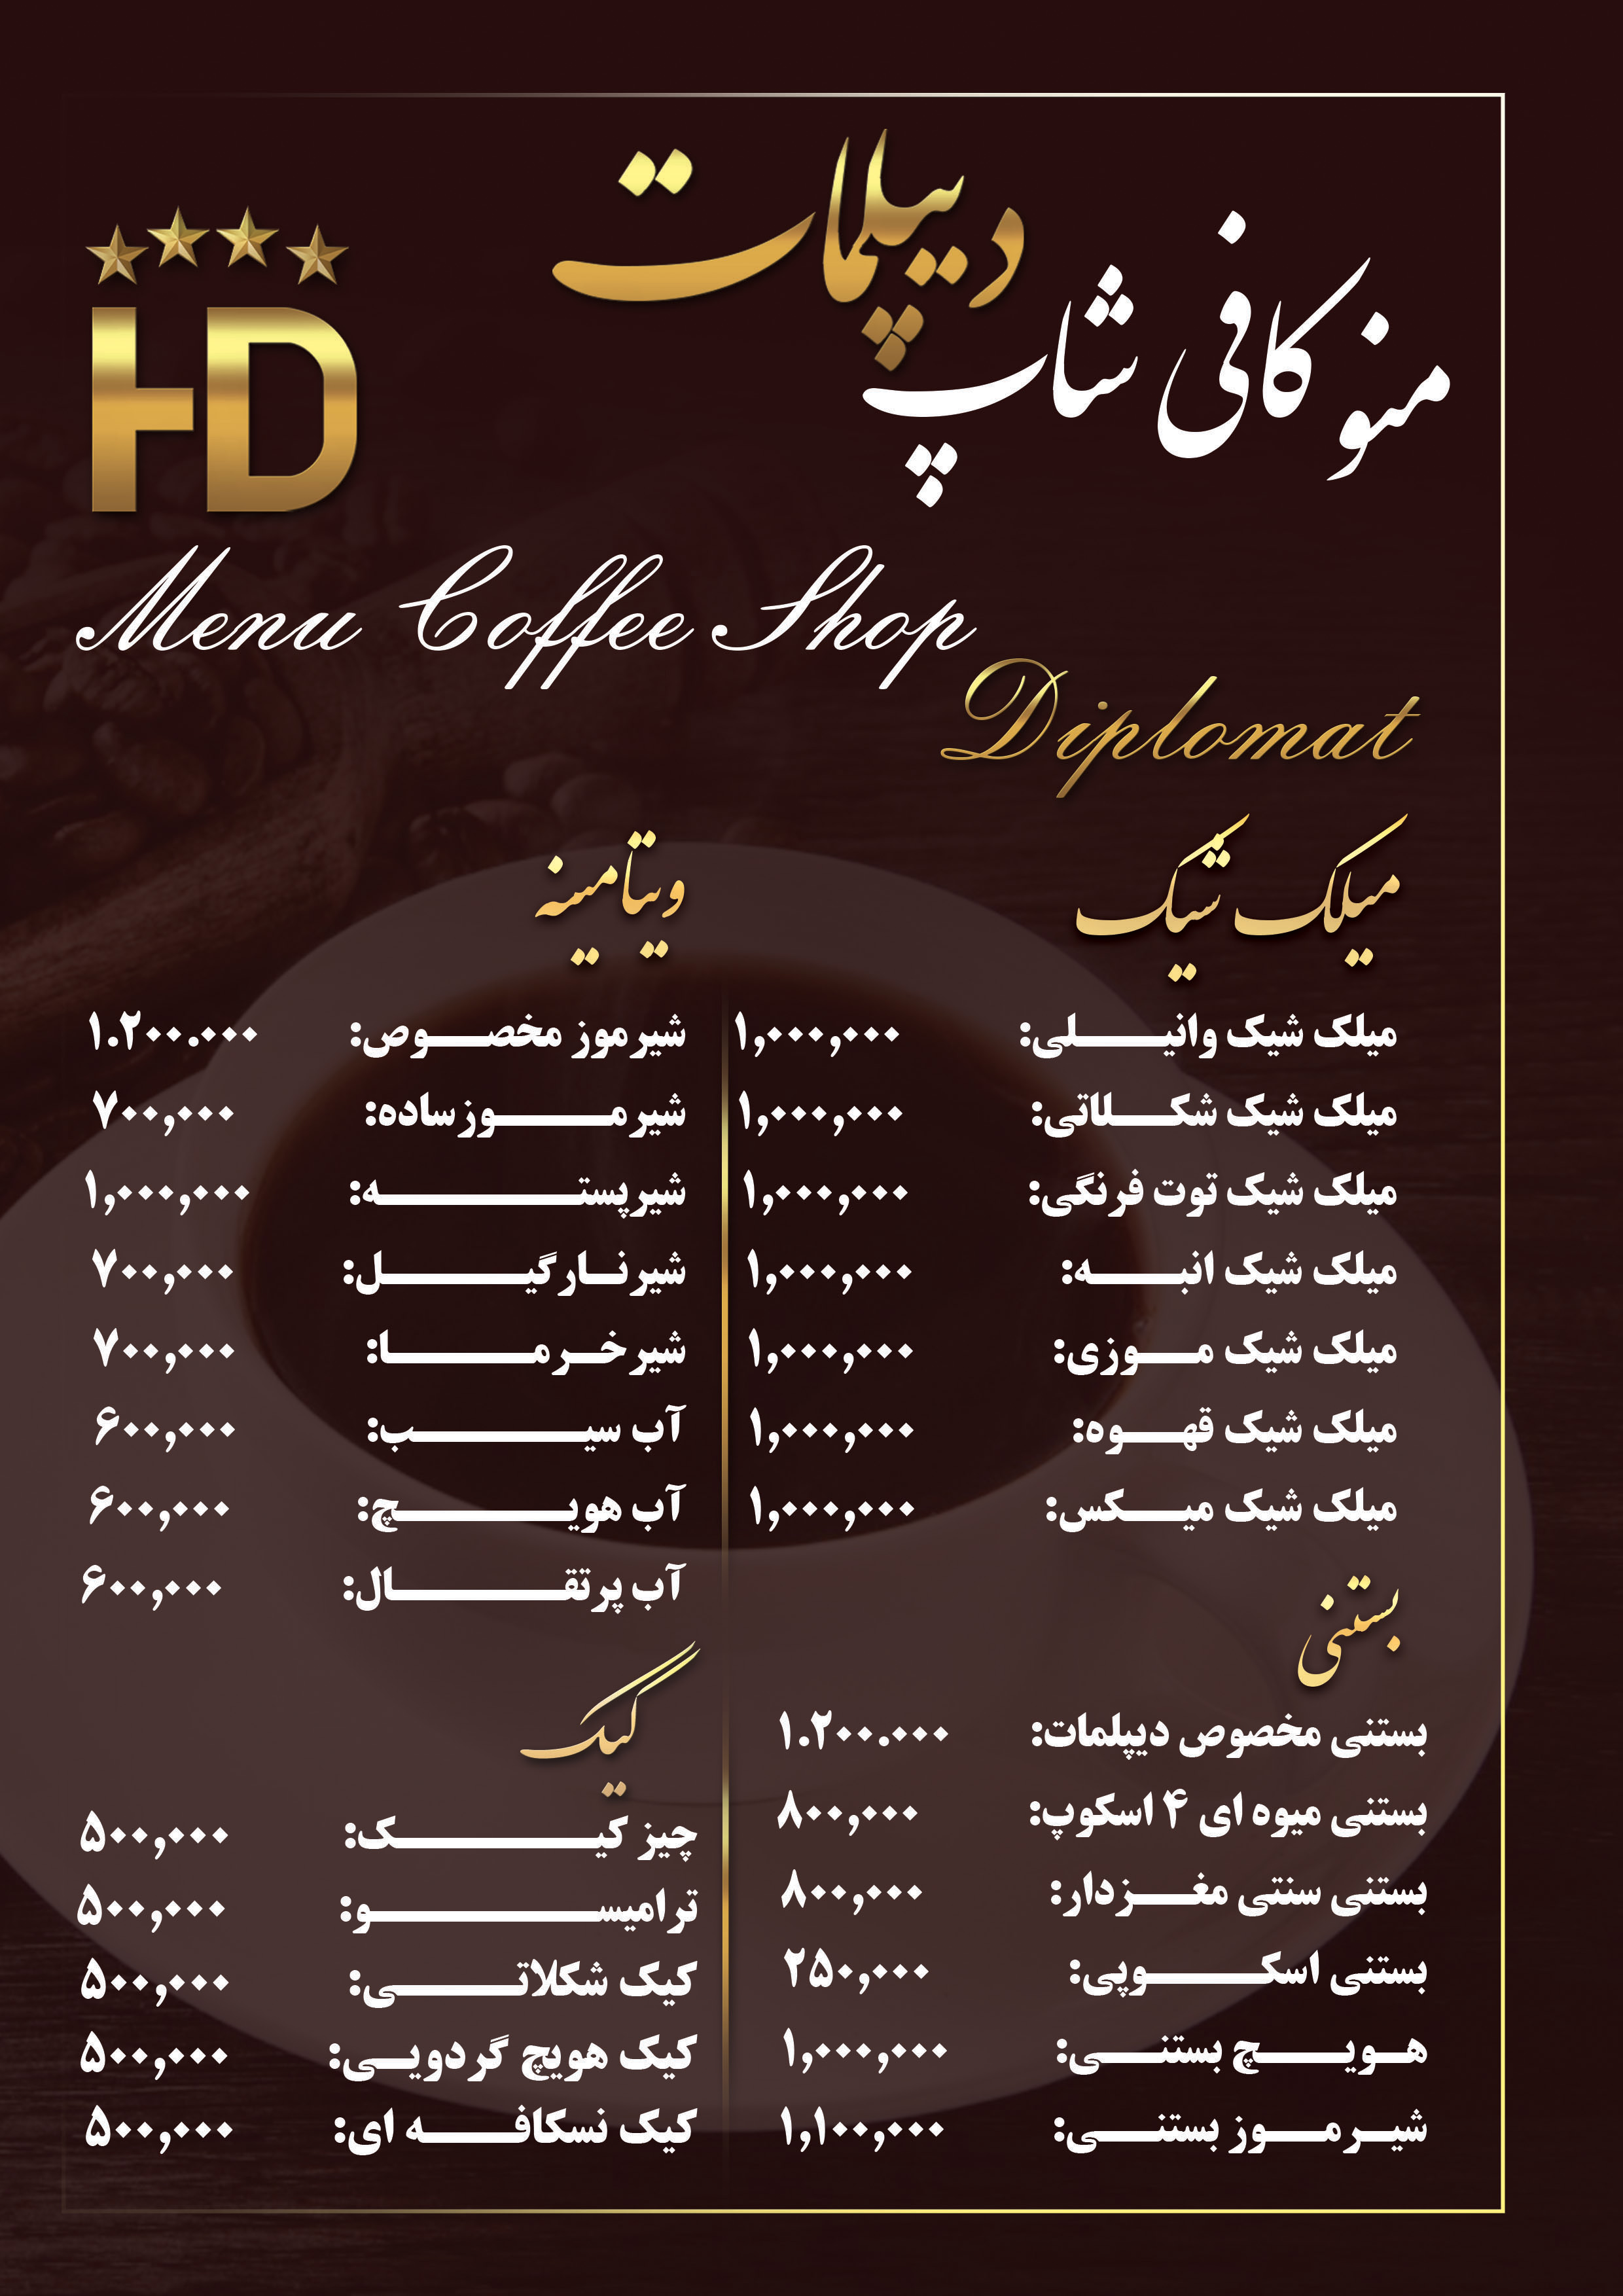 منو کافی شاپ دیپلمات
HD
Menu Coffee Shop
Diplomat
میلک شیک
میلک شیک وانیلی: ۱,۰۰۰,۰۰۰
میلک شیک شکلاتی: ۱,۰۰۰,۰۰۰
میلک شیک توت فرنگی: ۱,۰۰۰,۰۰۰
میلک شیک انبه: ۱,۰۰۰,۰۰۰
میلک شیک موزی: ۱,۰۰۰,۰۰۰
میلک شیک قهوه: ۱,۰۰۰,۰۰۰
میلک شیک میکس: ۱,۰۰۰,۰۰۰
بستنی
بستنی مخصوص دیپلمات: ۱.۲۰۰.۰۰۰
بستنی میوه ای ۴ اسکوپ: ۸۰۰,۰۰۰
بستنی سنتی مغزدار: ۸۰۰,۰۰۰
بستنی اسکوپی: ۲۵۰,۰۰۰
هویچ بستنی: ۱,۰۰۰,۰۰۰
شیرموز بستنی: ۱,۱۰۰,۰۰۰
ویتامینه
شیرموز مخصوص: ۱.۲۰۰.۰۰۰
شیرموزساده: ۷۰۰,۰۰۰
شیرپسته: ۱,۰۰۰,۰۰۰
شیرنارگیل: ۷۰۰,۰۰۰
شیرخرما: ۷۰۰,۰۰۰
آب سیب: ۶۰۰,۰۰۰
آب هویچ: ۶۰۰,۰۰۰
آب پرتقال: ۶۰۰,۰۰۰
کیک
چیز کیک: ۵۰۰,۰۰۰
ترامیسو: ۵۰۰,۰۰۰
کیک شکلاتی: ۵۰۰,۰۰۰
کیک هویچ گردویی: ۵۰۰,۰۰۰
کیک نسکافه ای: ۵۰۰,۰۰۰